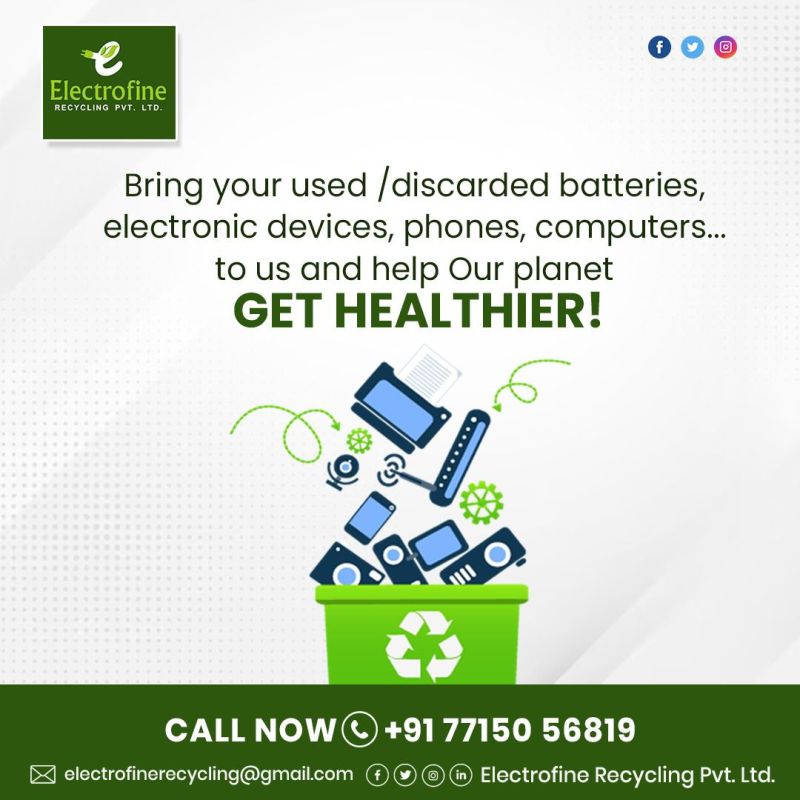 Electrofine
RECYCLING PVT. LTD.
Bring your used /discarded batteries,
electronic devices, phones, computers...
to us and help Our planet
GET HEALTHIER!
CALL NOW +91 77150 56819
electrofinerecycling@gmail.com Electrofine Recycling Pvt. Ltd.